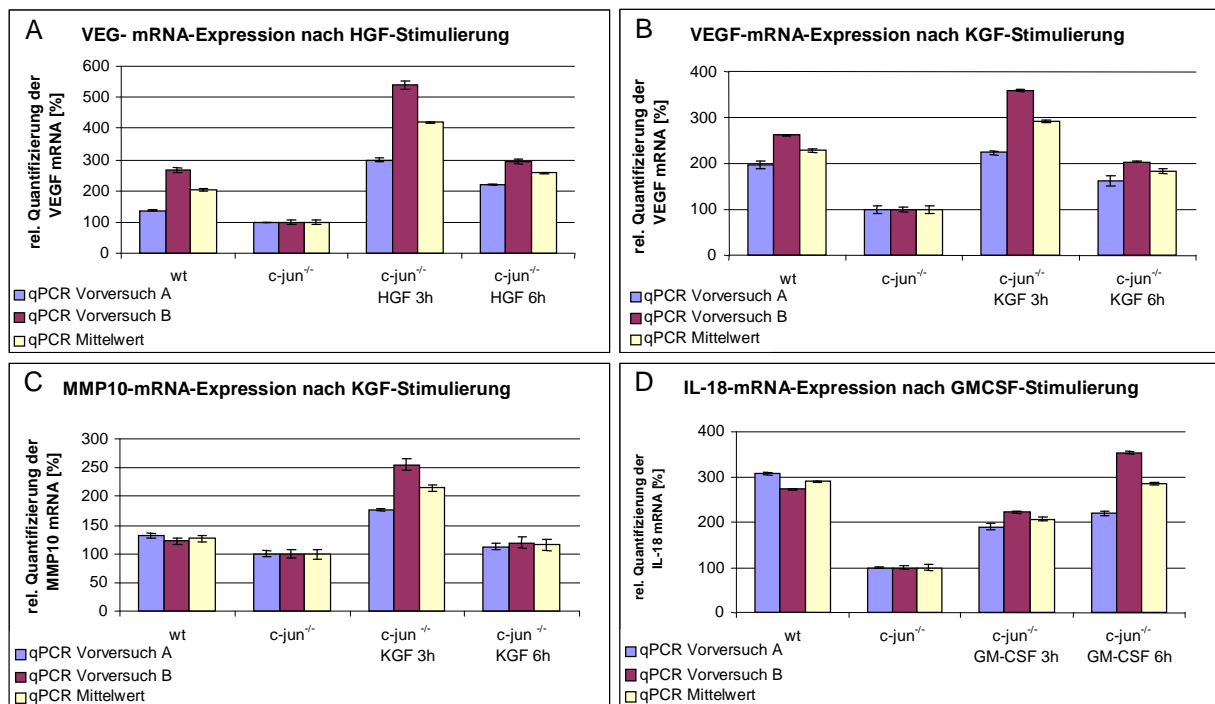 A
VEG- mRNA-Expression nach HGF-Stimulierung
rel. Quantifizierung der
VEGF mRNA [%]
600
500
400
300
200
100
0
wt
c-jun-/-
c-jun-/-
HGF 3h
c-jun-/-
HGF 6h
qPCR Vorversuch A
qPCR Vorversuch B
qPCR Mittelwert
B
VEGF-mRNA-Expression nach KGF-Stimulierung
rel. Quantifizierung der
VEGF mRNA [%]
400
300
200
100
0
wt
c-jun-/-
c-jun-/-
KGF 3h
c-jun-/-
KGF 6h
qPCR Vorversuch A
qPCR Vorversuch B
qPCR Mittelwert
C
MMP10-mRNA-Expression nach KGF-Stimulierung
rel. Quantifizierung der
MMP10 mRNA [%]
300
250
200
150
100
50
0
wt
c-jun-/-
c-jun -/-
KGF 3h
c-jun -/-
KGF 6h
qPCR Vorversuch A
qPCR Vorversuch B
qPCR Mittelwert
D
IL-18-mRNA-Expression nach GMCSF-Stimulierung
rel. Quantifizierung der
IL-18 mRNA [%]
400
300
200
100
0
wt
c-jun-/-
c-jun-/-
GM-CSF 3h
c-jun-/-
GM-CSF 6h
qPCR Vorversuch A
qPCR Vorversuch B
qPCR Mittelwert